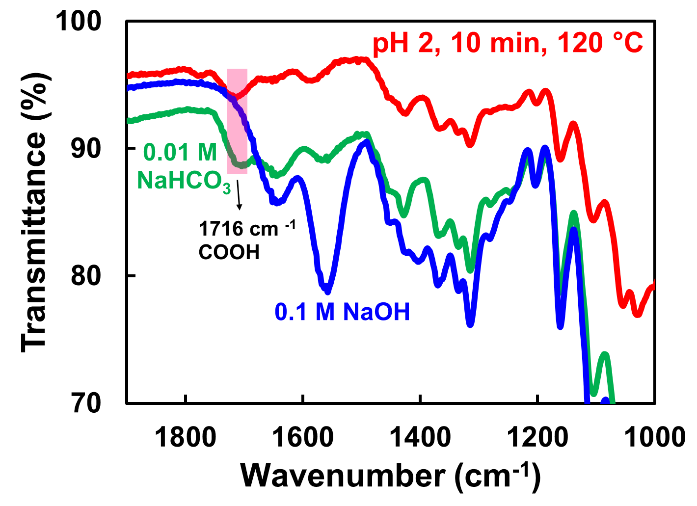 100
pH 2, 10 min, 120 °C
90
0.01 M
NaHCO₃
1716 cm ⁻¹
COOH
80
0.1 M NaOH
70
1800 1600 1400 1200 1000
Wavenumber (cm⁻¹)
Transmittance (%)